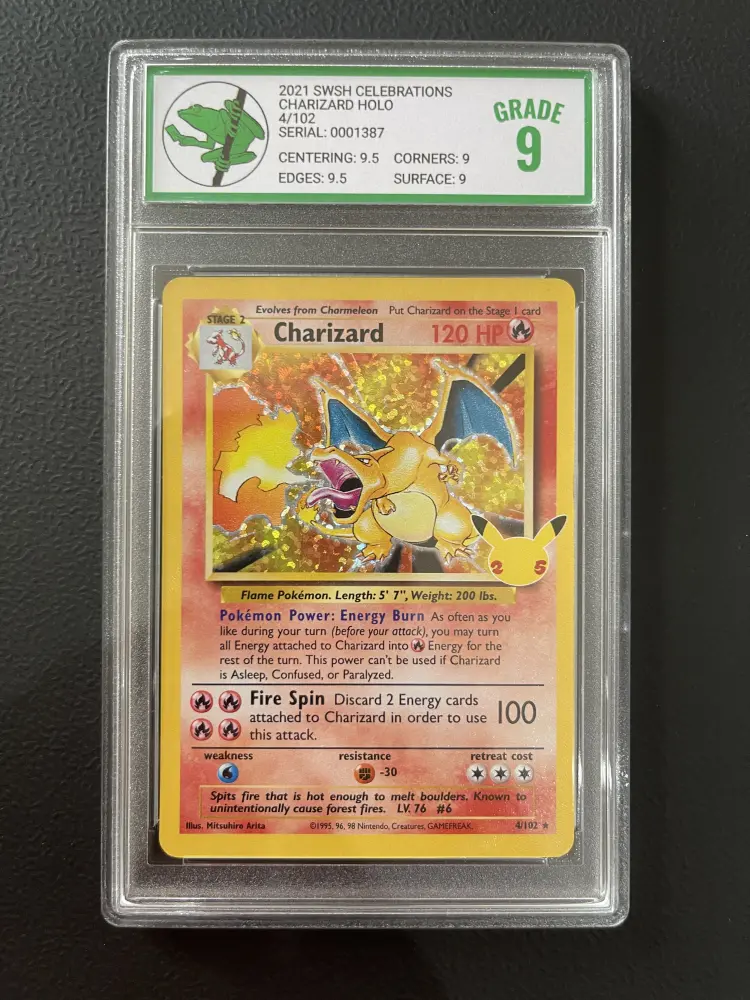 2021 SWSH CELEBRATIONS
CHARIZARD HOLO
4/102
SERIAL: 0001387
CENTERING: 9.5 CORNERS: 9
EDGES: 9.5 SURFACE: 9
GRADE
9
Evolves from Charmeleon Put Charizard on the Stage 1 card
STAGE 2
Charizard 120 HP
25
Flame Pokémon. Length: 5' 7", Weight: 200 lbs.
Pokémon Power: Energy Burn As often as you
like during your turn (before your attack), you may turn
all Energy attached to Charizard into Energy for the
rest of the turn. This power can't be used if Charizard
is Asleep, Confused, or Paralyzed.
Fire Spin Discard 2 Energy cards
attached to Charizard in order to use
this attack.
100
weakness resistance retreat cost
-30
Spits fire that is hot enough to melt boulders. Known to
unintentionally cause forest fires. LV. 76 #6
Illus. Mitsuhiro Arita ©1995, 96, 98 Nintendo, Creatures, GAMEFREAK. 4/102 ★